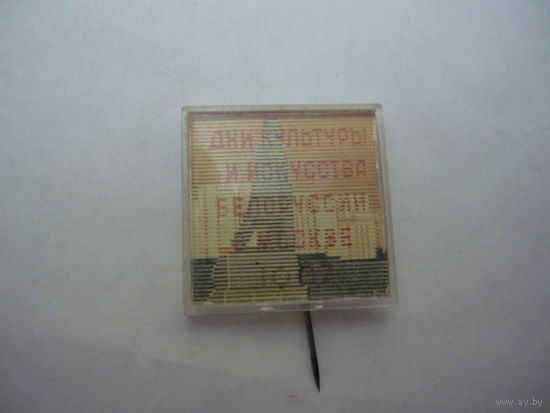 ДНИ КУЛЬТУРЫ
И ИСКУССТВА
БЕЛОРУССИИ
В МОСКВЕ
www.ay.by